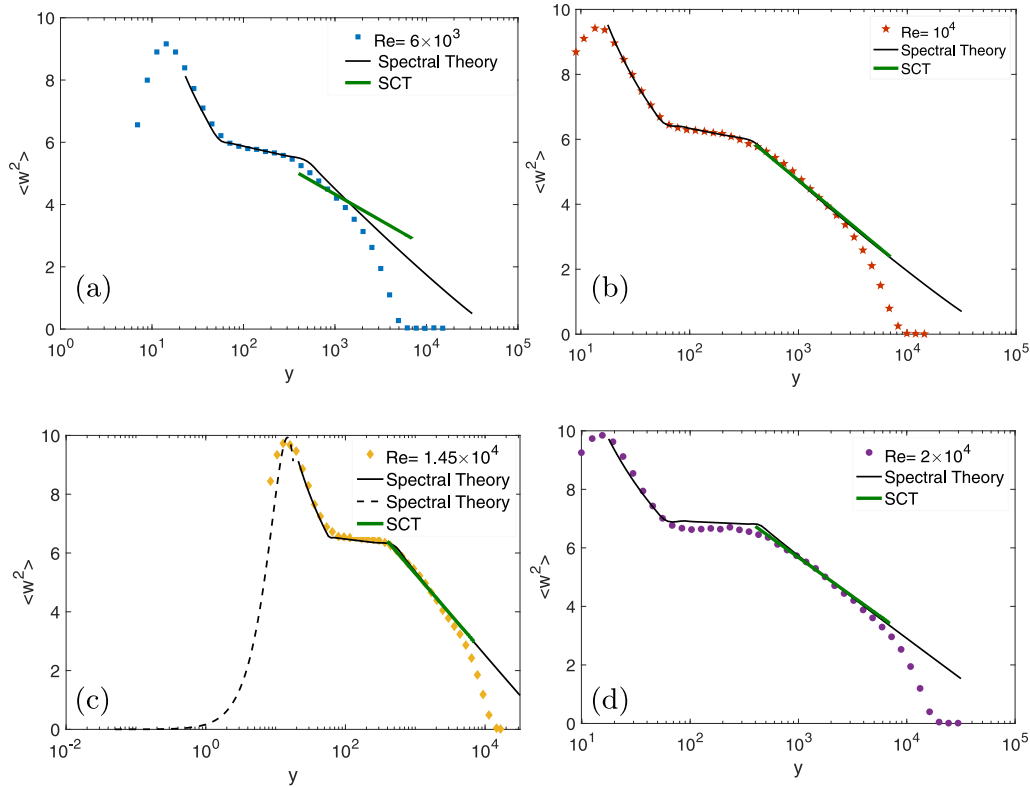 10
8
6
4
2
0
<w²>
Re= 6×10³
Spectral Theory
SCT
(a)
10⁰ 10¹ 10² 10³ 10⁴ 10⁵
y
10
8
6
4
2
0
<w²>
Re= 10⁴
Spectral Theory
SCT
(b)
10¹ 10² 10³ 10⁴ 10⁵
y
10
8
6
4
2
0
<w²>
Re= 1.45×10⁴
Spectral Theory
Spectral Theory
SCT
(c)
10⁻² 10⁰ 10² 10⁴
y
10
8
6
4
2
0
<w²>
Re= 2×10⁴
Spectral Theory
SCT
(d)
10¹ 10² 10³ 10⁴ 10⁵
y